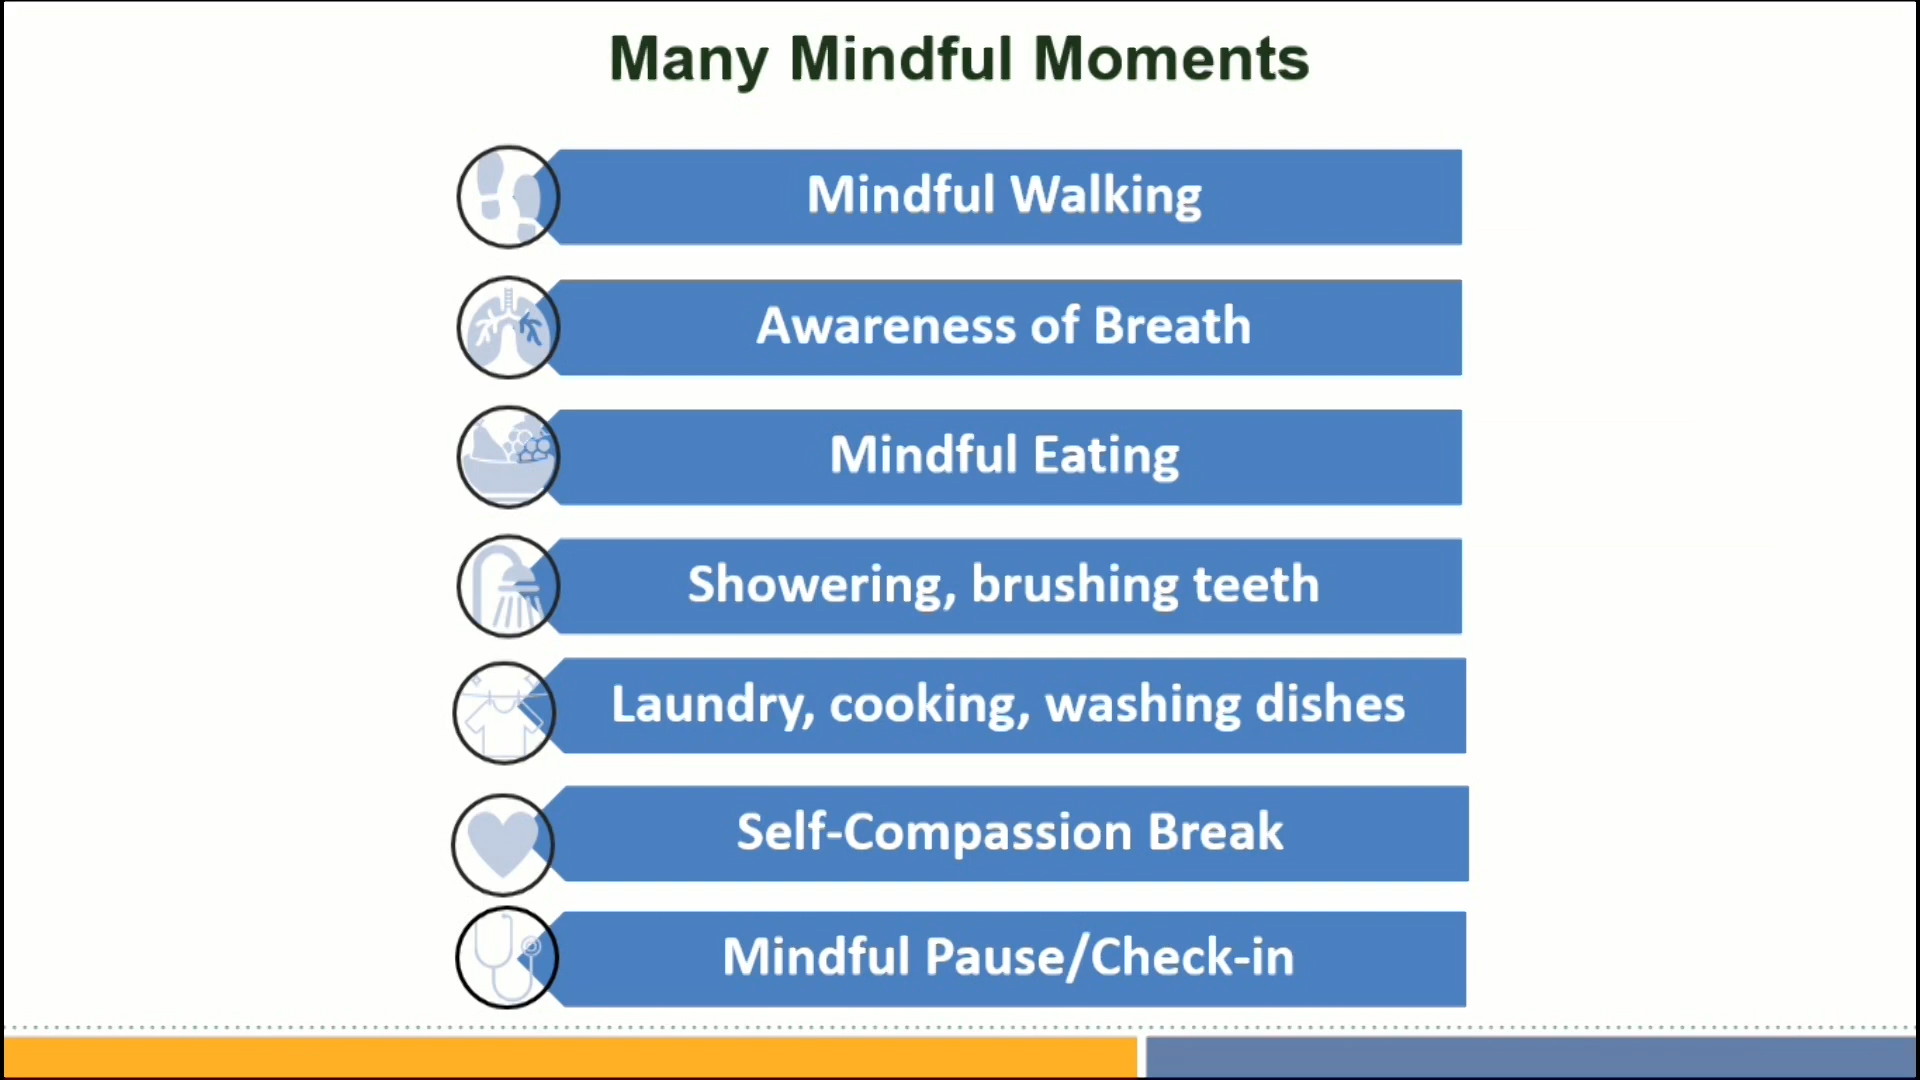 Many Mindful Moments
Mindful Walking
Awareness of Breath
Mindful Eating
Showering, brushing teeth
Laundry, cooking, washing dishes
Self-Compassion Break
Mindful Pause/Check-in